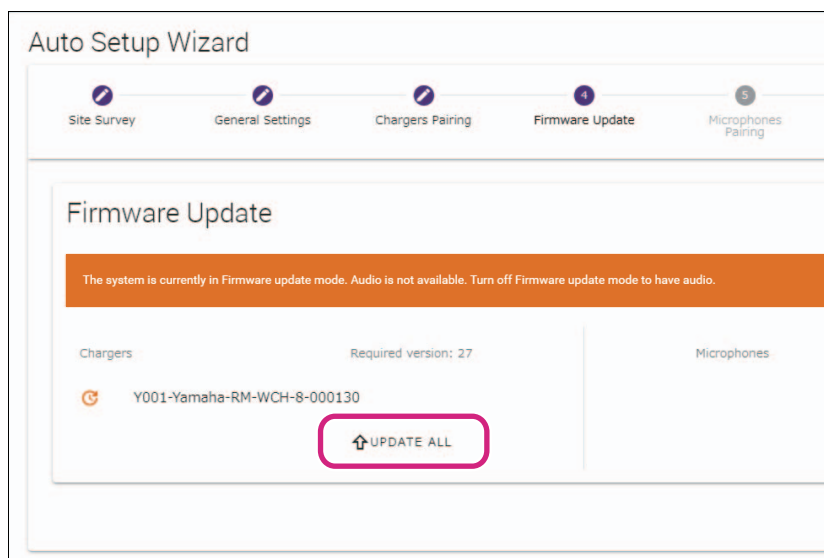 Auto Setup Wizard
Site Survey
General Settings
Chargers Pairing
4
Firmware Update
5
Microphones
Pairing
Firmware Update
The system is currently in Firmware update mode. Audio is not available. Turn off Firmware update mode to have audio.
Chargers
Required version: 27
Microphones
Y001-Yamaha-RM-WCH-8-000130
UPDATE ALL